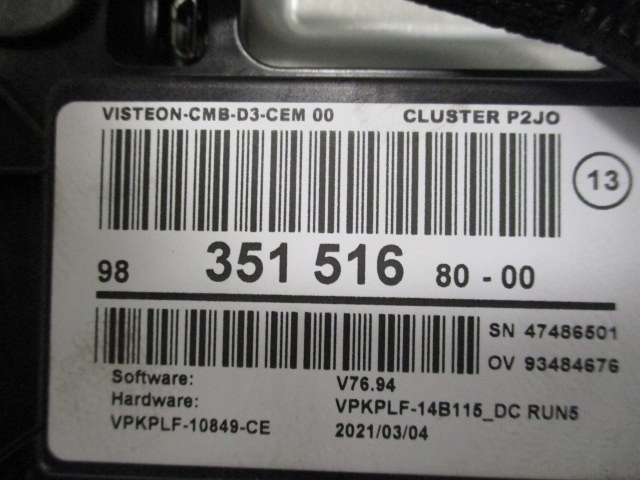 VISTEON-CMB-D3-CEM 00 CLUSTER P2JO
13
98 351 516 80 - 00
SN 47486501
OV 93484676
Software: V76.94
Hardware: VPKPLF-14B115_DC RUN5
VPKPLF-10849-CE 2021/03/04